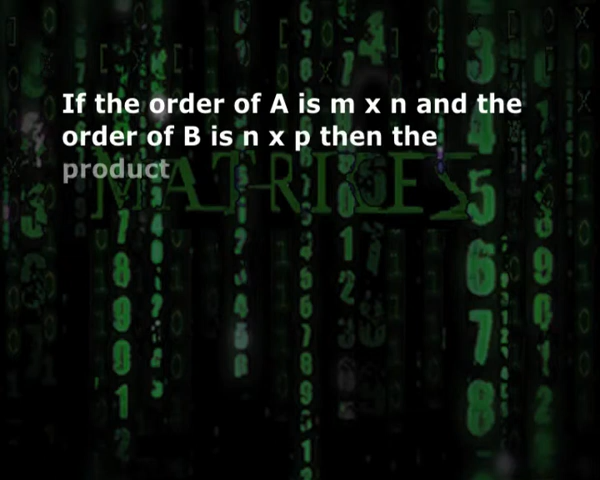 If the order of A is m x n and the
order of B is n x p then the
product
MATRICES